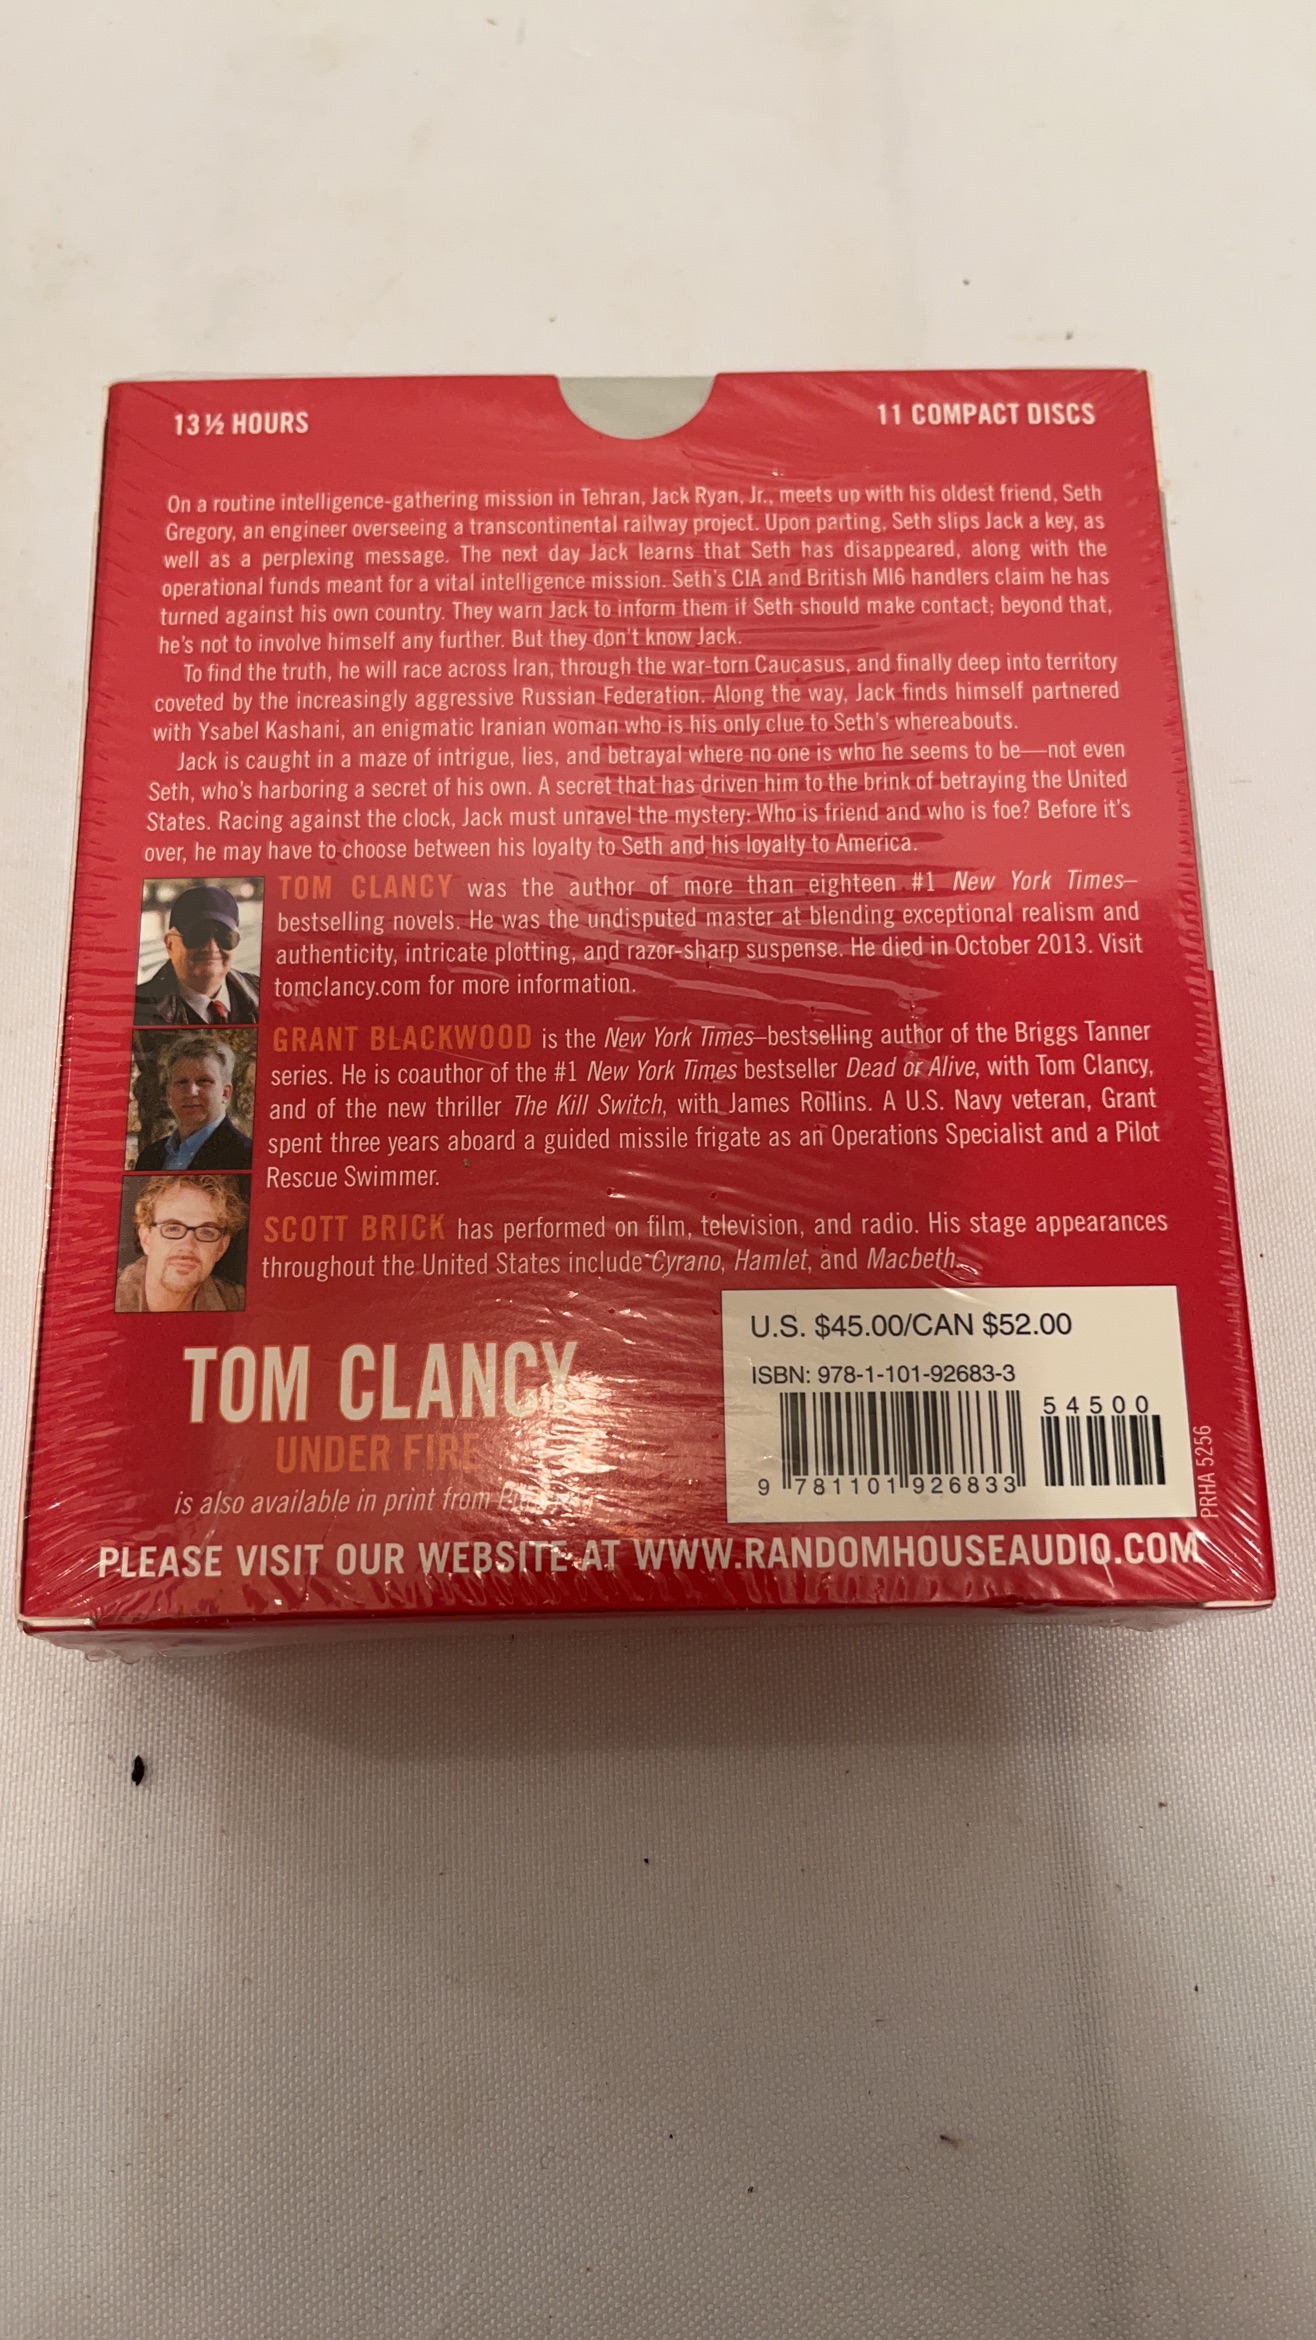 13 ½ HOURS
11 COMPACT DISCS
On a routine intelligence-gathering mission in Tehran, Jack Ryan, Jr., meets up with his oldest friend, Seth
Gregory, an engineer overseeing a transcontinental railway project. Upon parting, Seth slips Jack a key, as
well as a perplexing message. The next day Jack learns that Seth has disappeared, along with the
operational funds meant for a vital intelligence mission. Seth's CIA and British MI6 handlers claim he has
turned against his own country. They warn Jack to inform them if Seth should make contact; beyond that,
he's not to involve himself any further. But they don't know Jack.
To find the truth, he will race across Iran, through the war-torn Caucasus, and finally deep into territory
coveted by the increasingly aggressive Russian Federation. Along the way, Jack finds himself partnered
with Ysabel Kashani, an enigmatic Iranian woman who is his only clue to Seth's whereabouts.
Jack is caught in a maze of intrigue, lies, and betrayal where no one is who he seems to be—not even
Seth, who's harboring a secret of his own. A secret that has driven him to the brink of betraying the United
States. Racing against the clock, Jack must unravel the mystery: Who is friend and who is foe? Before it's
over, he may have to choose between his loyalty to Seth and his loyalty to America.
TOM CLANCY was the author of more than eighteen #1 New York Times–
bestselling novels. He was the undisputed master at blending exceptional realism and
authenticity, intricate plotting, and razor-sharp suspense. He died in October 2013. Visit
tomclancy.com for more information.
GRANT BLACKWOOD is the New York Times–bestselling author of the Briggs Tanner
series. He is coauthor of the #1 New York Times bestseller Dead or Alive, with Tom Clancy,
and of the new thriller The Kill Switch, with James Rollins. A U.S. Navy veteran, Grant
spent three years aboard a guided missile frigate as an Operations Specialist and a Pilot
Rescue Swimmer.
SCOTT BRICK has performed on film, television, and radio. His stage appearances
throughout the United States include Cyrano, Hamlet, and Macbeth.
TOM CLANCY
UNDER FIRE
is also available in print from
U.S. $45.00/CAN $52.00
ISBN: 978-1-101-92683-3
54500
9 781101 926833
PRHA 5256
PLEASE VISIT OUR WEBSITE AT WWW.RANDOMHOUSEAUDIO.COM